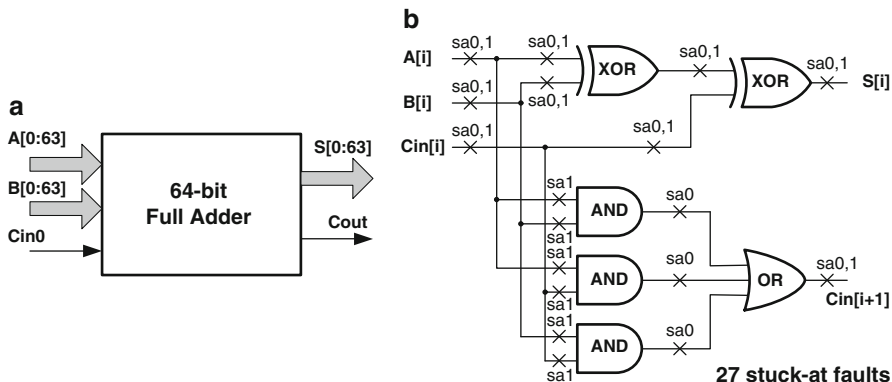 a
A[0:63]
B[0:63]
Cin0
64-bit
Full Adder
S[0:63]
Cout
b
A[i]
B[i]
Cin[i]
sa0,1
sa0,1
sa0,1
sa0,1
sa0,1
XOR
sa0,1
sa0,1
XOR
sa0,1
S[i]
sa1
sa1
AND
sa0
sa1
sa1
AND
sa0
sa1
sa1
AND
sa0
OR
sa0,1
Cin[i+1]
27 stuck-at faults